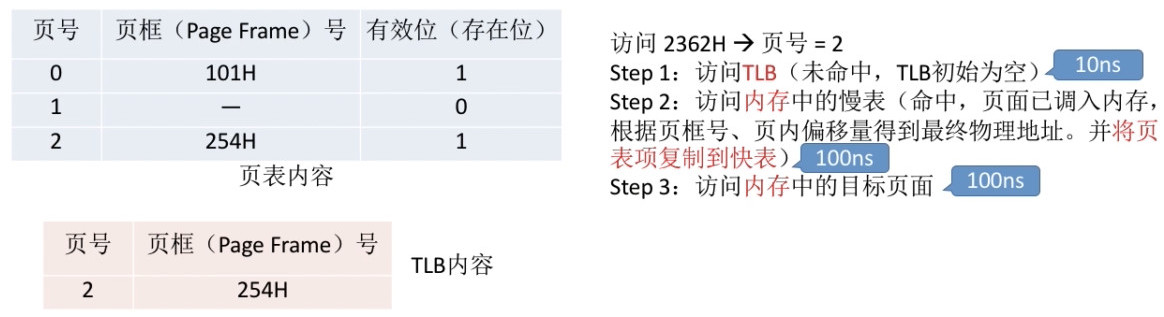 页号 页框（Page Frame）号 有效位（存在位）
0 101H 1
1 — 0
2 254H 1
页表内容
页号 页框（Page Frame）号
2 254H
TLB内容
访问 2362H → 页号 = 2
Step 1：访问TLB（未命中，TLB初始为空） 10ns
Step 2：访问内存中的慢表（命中，页面已调入内存，
根据页框号、页内偏移量得到最终物理地址。并将页
表项复制到快表） 100ns
Step 3：访问内存中的目标页面 100ns